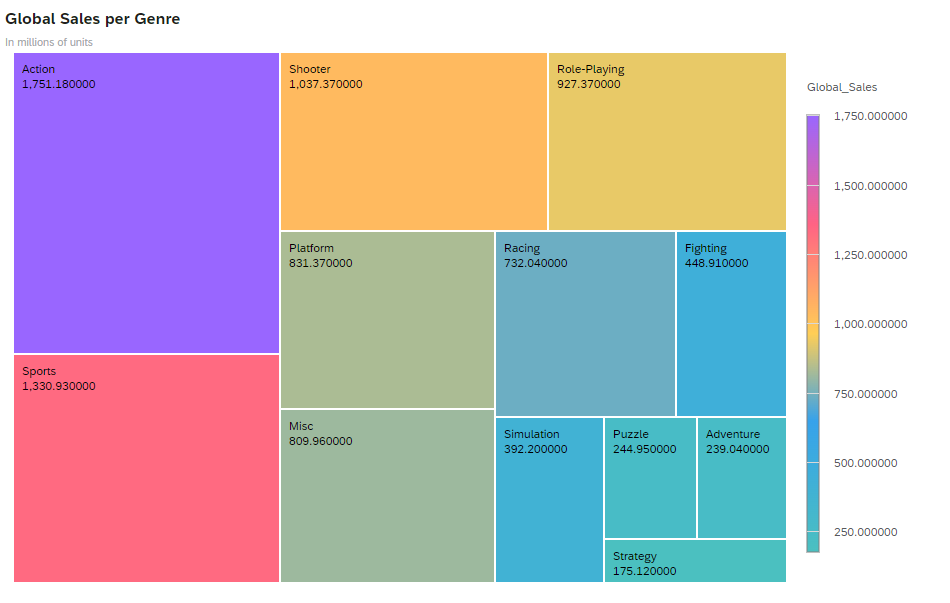 Global Sales per Genre
In millions of units
Action
1,751.180000
Shooter
1,037.370000
Role-Playing
927.370000
Platform
831.370000
Racing
732.040000
Fighting
448.910000
Sports
1,330.930000
Misc
809.960000
Simulation
392.200000
Puzzle
244.950000
Adventure
239.040000
Strategy
175.120000
Global_Sales
1,750.000000
1,500.000000
1,250.000000
1,000.000000
750.000000
500.000000
250.000000